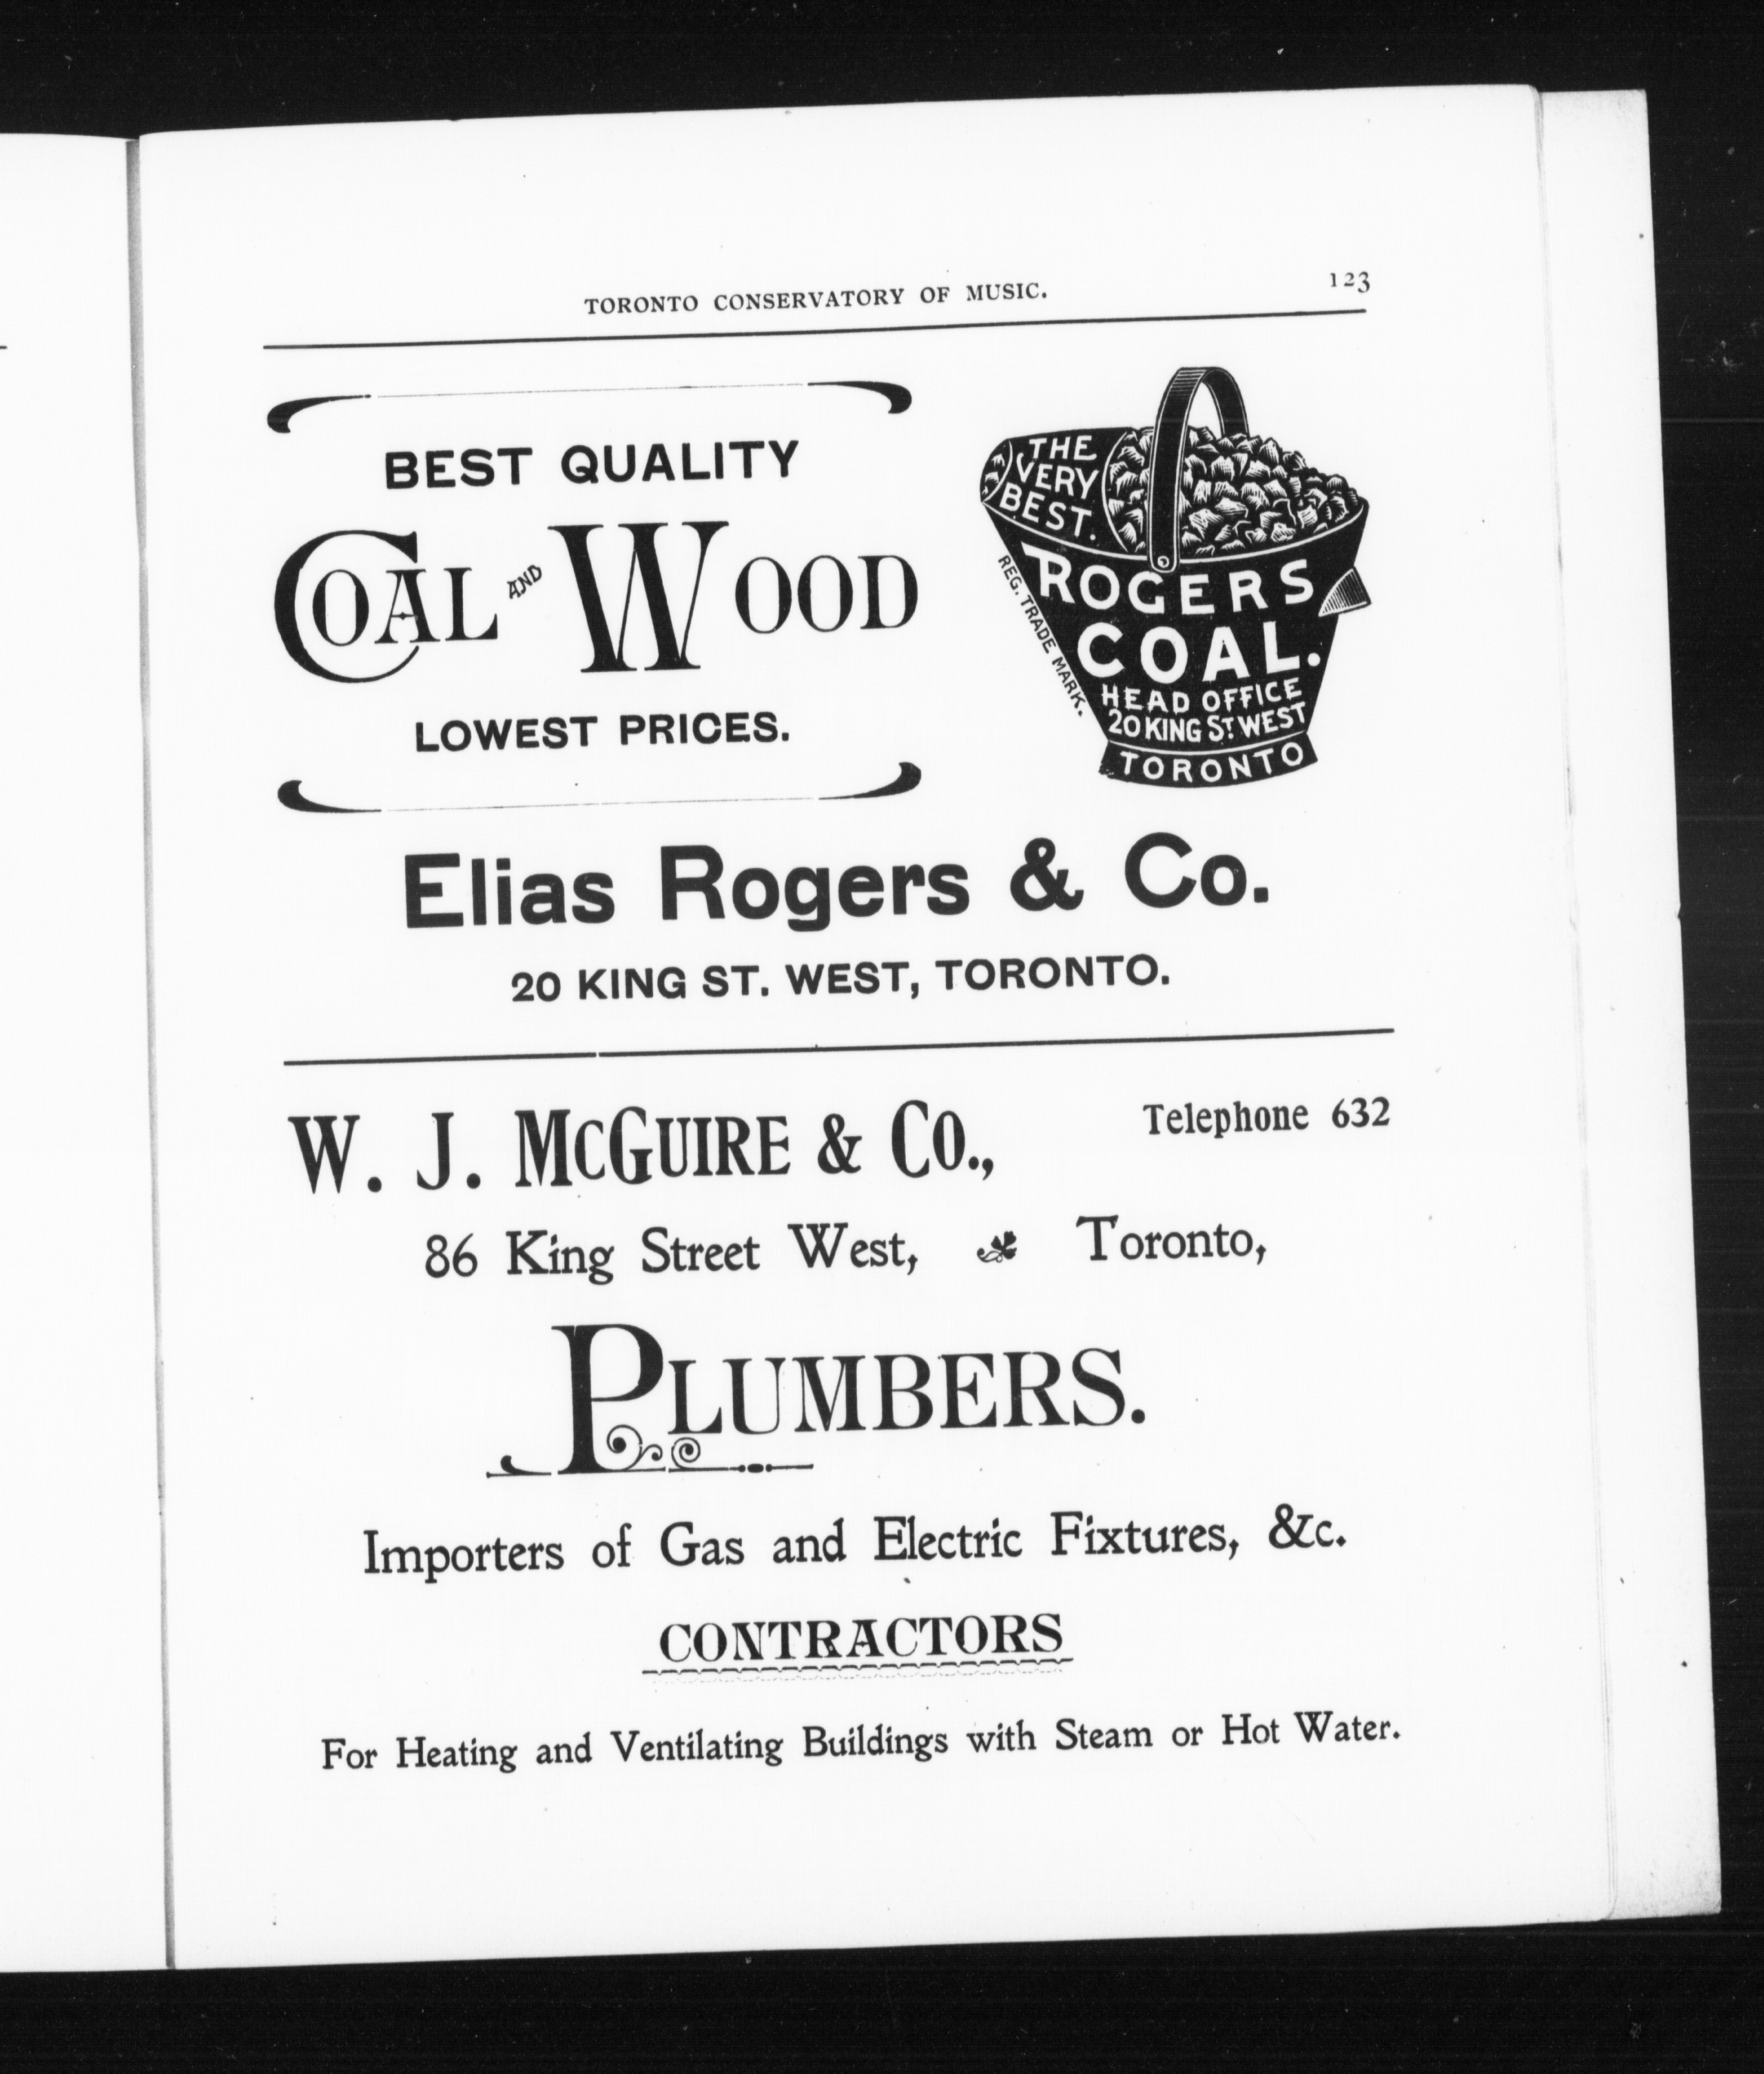 TORONTO CONSERVATORY OF MUSIC.
123
BEST QUALITY
COAL AND WOOD
LOWEST PRICES.
THE
VERY
BEST.
ROGERS
COAL.
HEAD OFFICE
20 KING ST. WEST
TORONTO
REG. TRADE MARK.
Elias Rogers & Co.
20 KING ST. WEST, TORONTO.
W. J. MCGUIRE & CO.,
Telephone 632
86 King Street West, Toronto,
PLUMBERS.
Importers of Gas and Electric Fixtures, &c.
CONTRACTORS
For Heating and Ventilating Buildings with Steam or Hot Water.